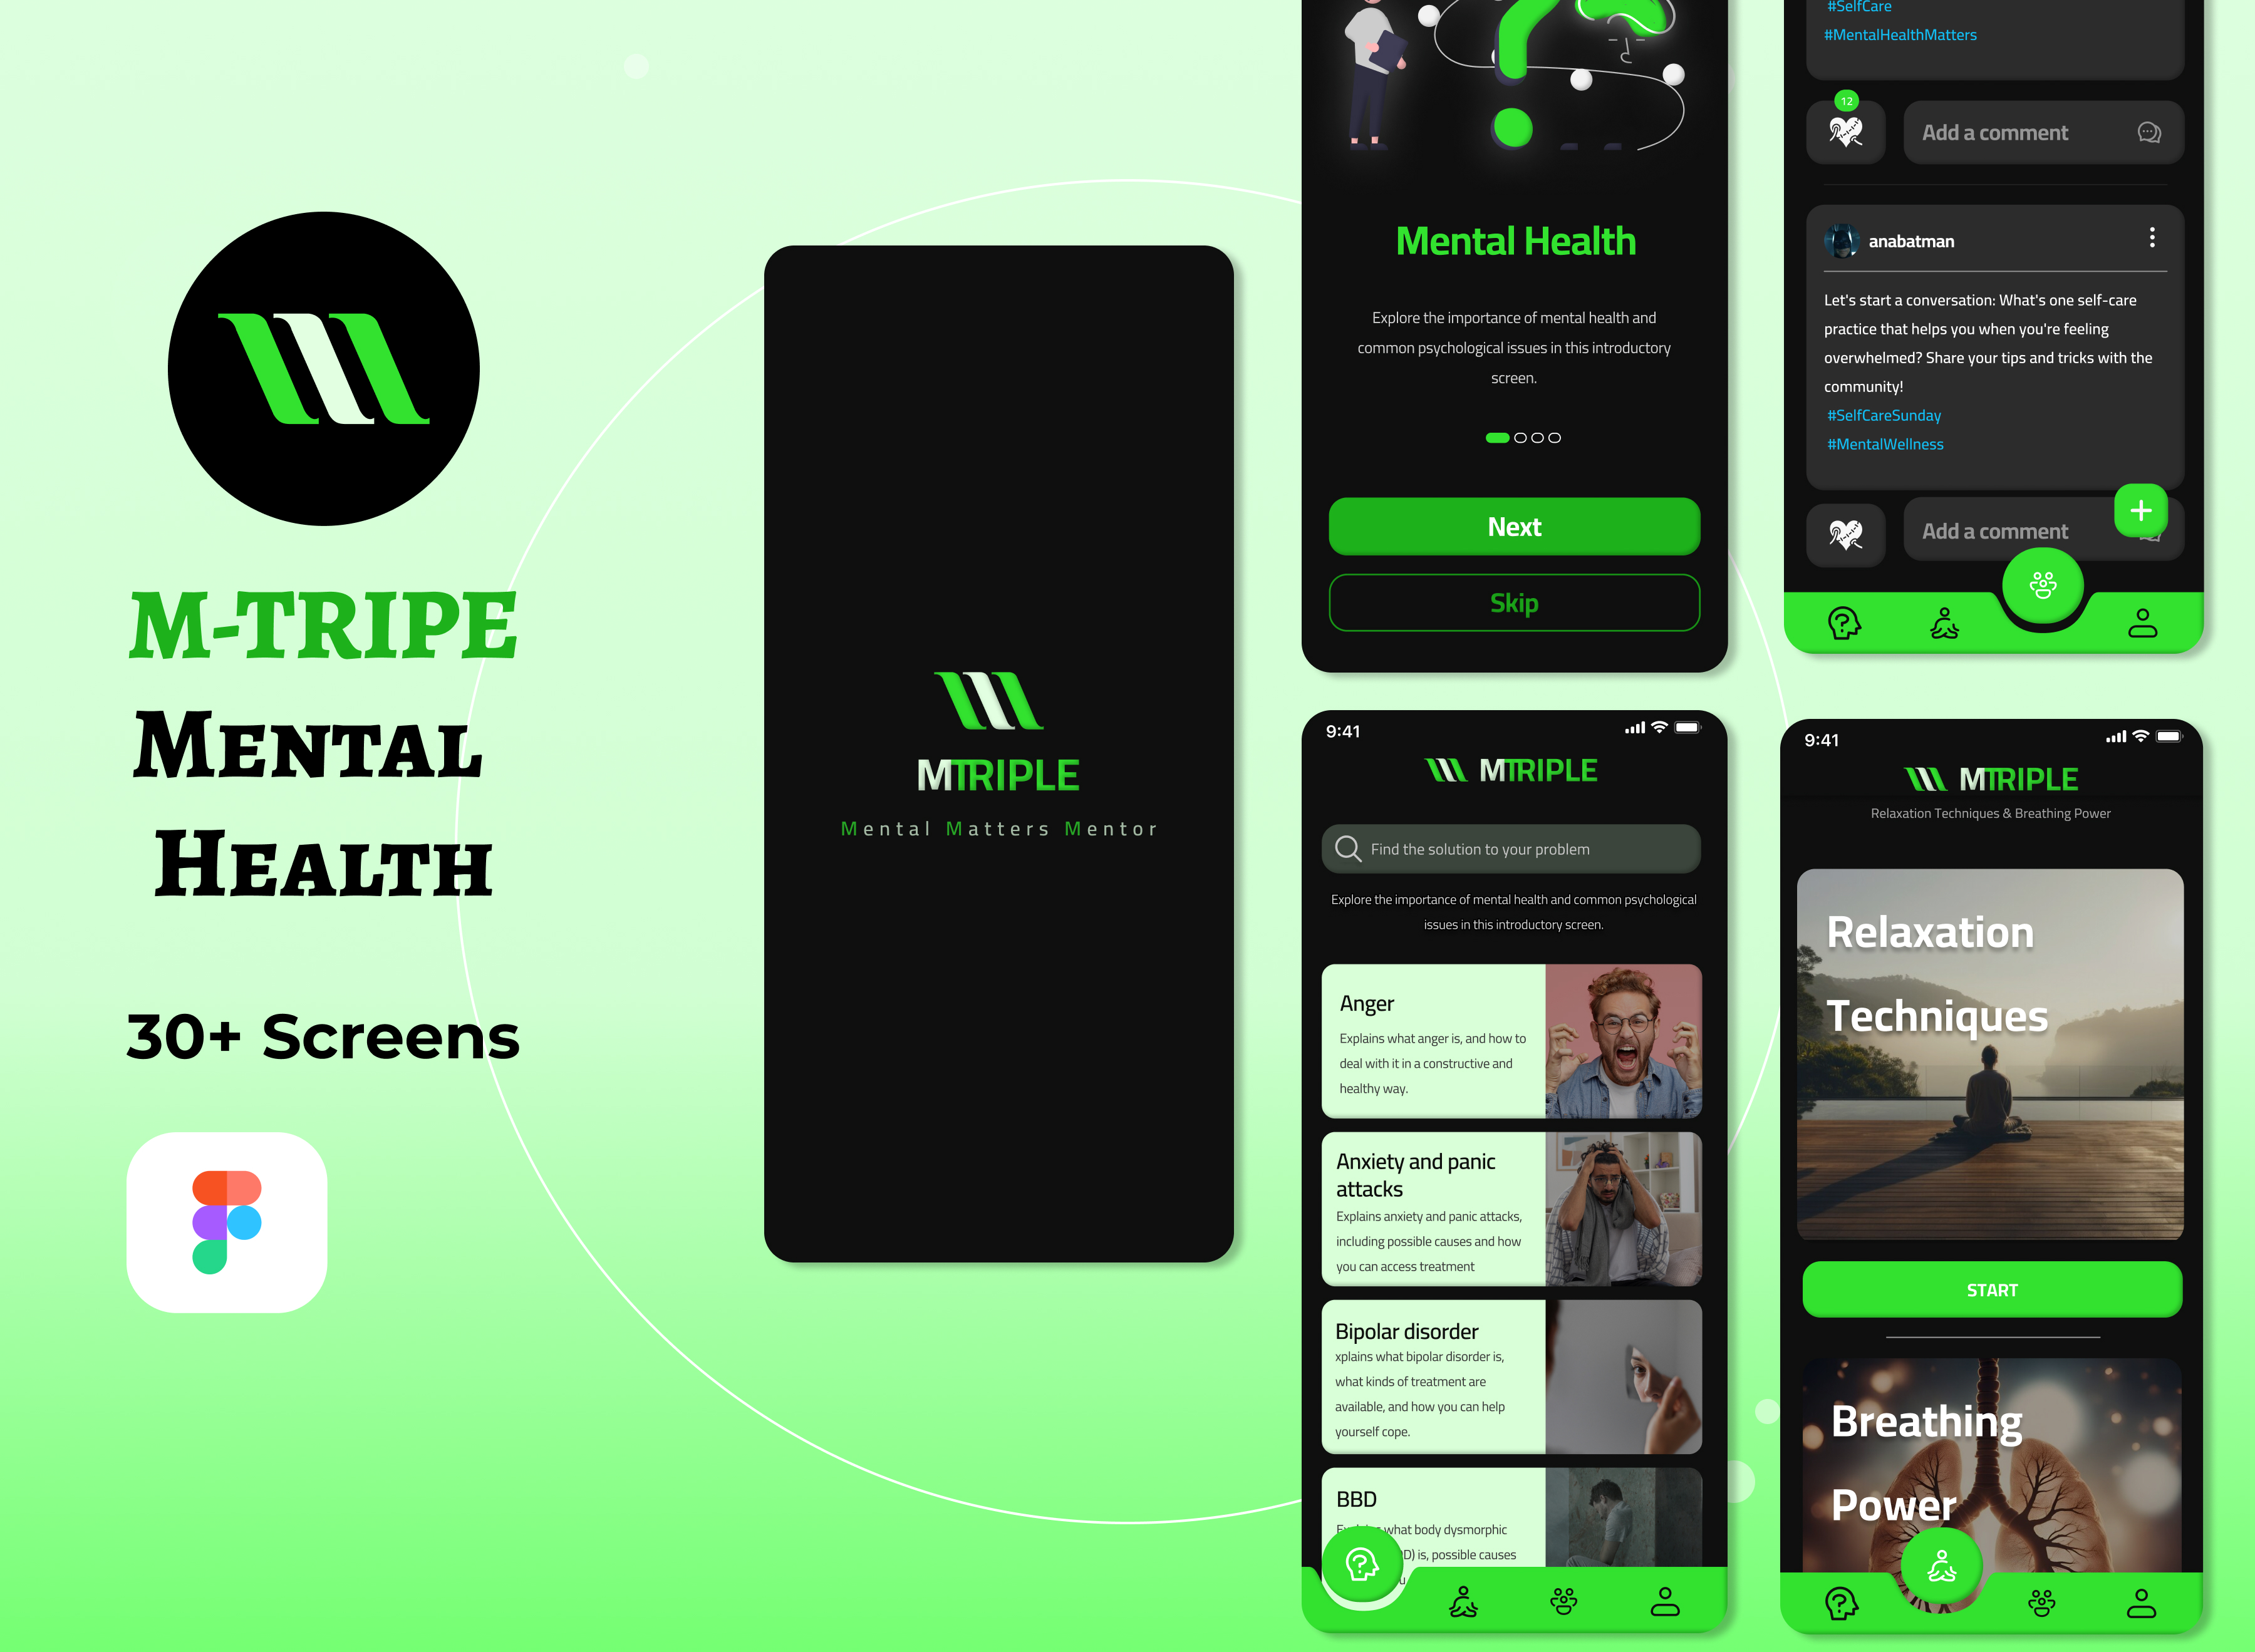 M-TRIPE
MENTAL
HEALTH
30+ Screens
MTRIPLE
Mental Matters Mentor
Mental Health
Explore the importance of mental health and
common psychological issues in this introductory
screen.
Next
Skip
#SelfCare
#MentalHealthMatters
12
Add a comment
anabatman
Let's start a conversation: What's one self-care
practice that helps you when you're feeling
overwhelmed? Share your tips and tricks with the
community!
#SelfCareSunday
#MentalWellness
Add a comment
9:41
MTRIPLE
Find the solution to your problem
Explore the importance of mental health and common psychological
issues in this introductory screen.
Anger
Explains what anger is, and how to
deal with it in a constructive and
healthy way.
Anxiety and panic
attacks
Explains anxiety and panic attacks,
including possible causes and how
you can access treatment
Bipolar disorder
xplains what bipolar disorder is,
what kinds of treatment are
available, and how you can help
yourself cope.
BBD
what body dysmorphic
is, possible causes
9:41
MTRIPLE
Relaxation Techniques & Breathing Power
Relaxation
Techniques
START
Breathing
Power